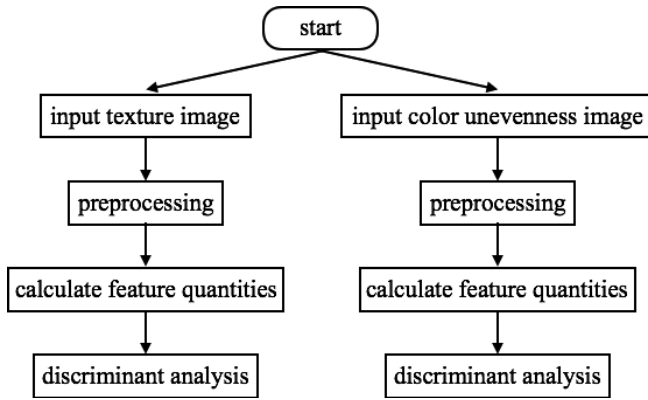 start
input texture image
input color unevenness image
preprocessing
preprocessing
calculate feature quantities
calculate feature quantities
discriminant analysis
discriminant analysis